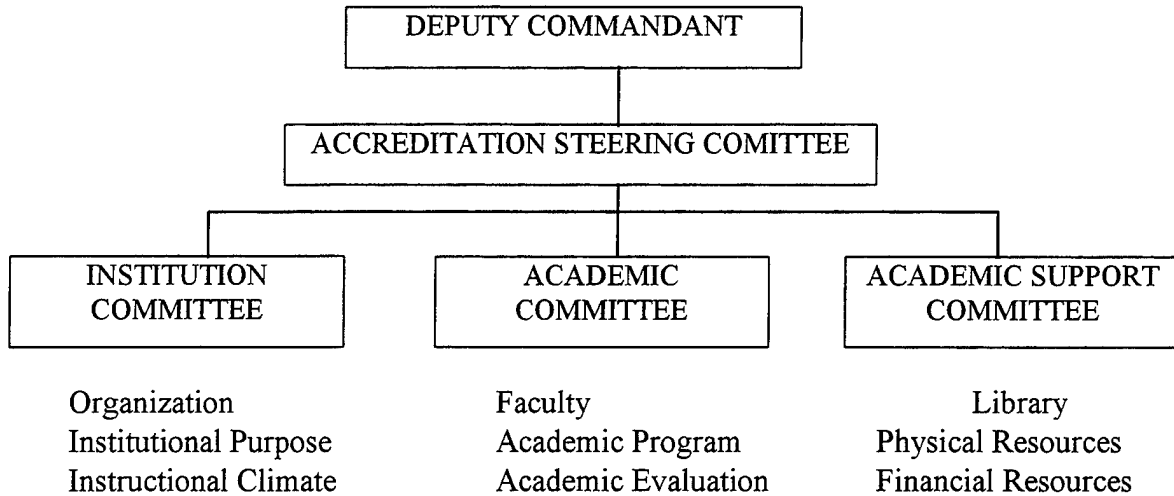 DEPUTY COMMANDANT
ACCREDITATION STEERING COMITTEE
INSTITUTION
COMMITTEE
ACADEMIC
COMMITTEE
ACADEMIC SUPPORT
COMMITTEE
Organization
Institutional Purpose
Instructional Climate
Faculty
Academic Program
Academic Evaluation
Library
Physical Resources
Financial Resources